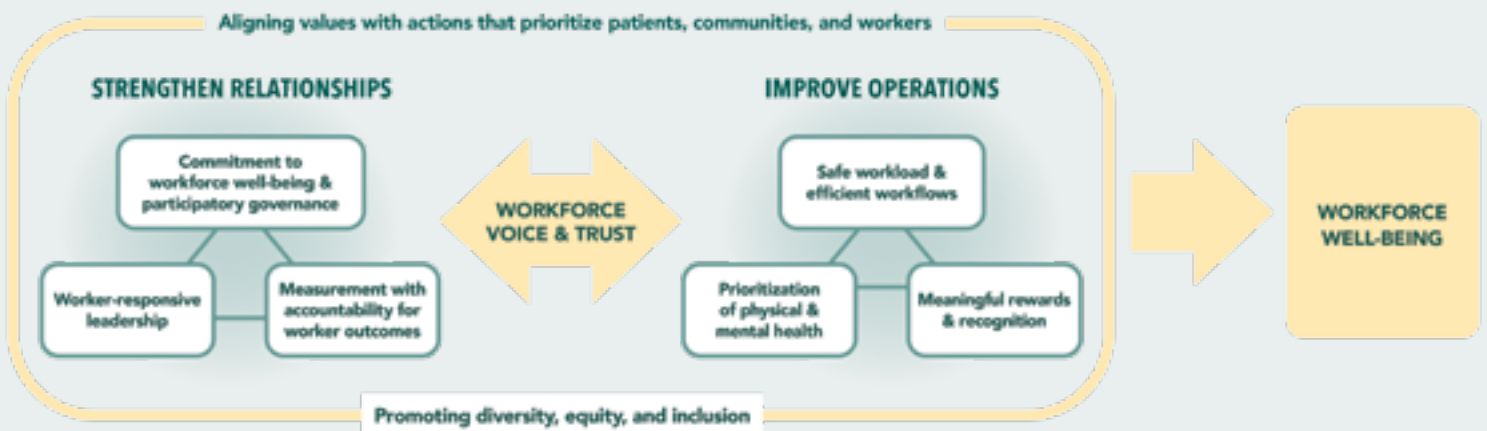 Aligning values with actions that prioritize patients, communities, and workers
STRENGTHEN RELATIONSHIPS
Commitment to
workforce well-being &
participatory governance
Worker-responsive
leadership
Measurement with
accountability for
worker outcomes
WORKFORCE
VOICE & TRUST
IMPROVE OPERATIONS
Safe workload &
efficient workflows
Prioritization
of physical &
mental health
Meaningful rewards
& recognition
WORKFORCE
WELL-BEING
Promoting diversity, equity, and inclusion